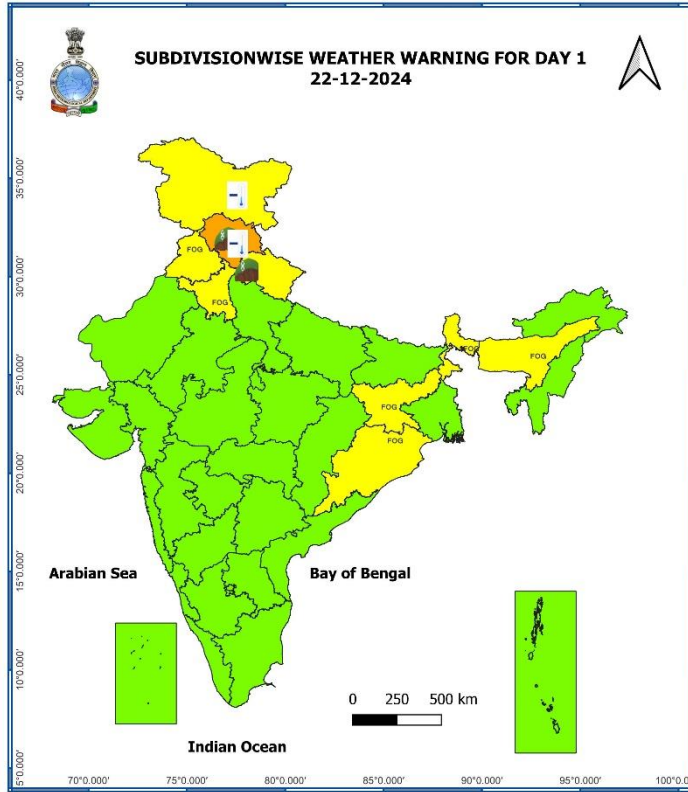 SUBDIVISIONWISE WEATHER WARNING FOR DAY 1
22-12-2024
40°0.000'
35°0.000'
FOG
30°0.000'
FOG
FOG
FOG
25°0.000'
FOG
FOG
20°0.000'
Arabian Sea
Bay of Bengal
15°0.000'
10°0.000'
0 250 500 km
Indian Ocean
5°0.000'
70°0.000' 75°0.000' 80°0.000' 85°0.000' 90°0.000' 95°0.000' 100°0.0